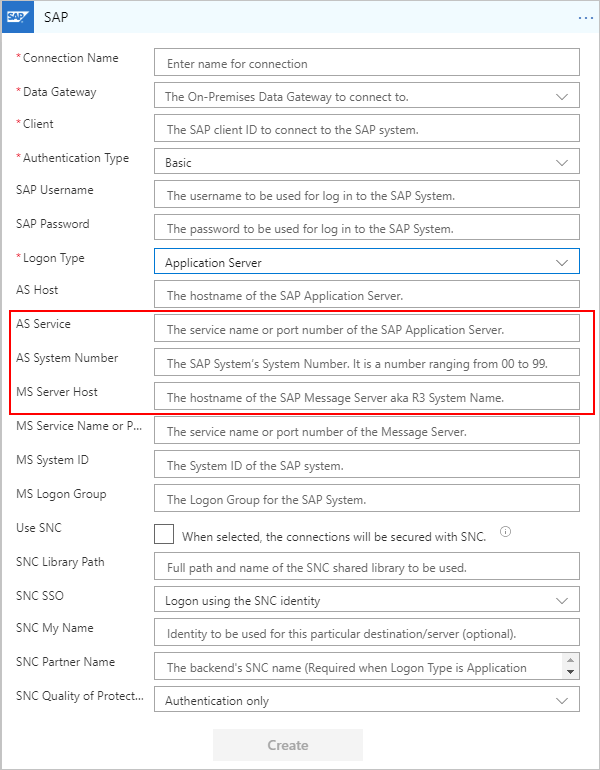 SAP SAP ...
*Connection Name Enter name for connection
*Data Gateway The On-Premises Data Gateway to connect to.
*Client The SAP client ID to connect to the SAP system.
*Authentication Type Basic
SAP Username The username to be used for log in to the SAP System.
SAP Password The password to be used for log in to the SAP System.
*Logon Type Application Server
AS Host The hostname of the SAP Application Server.
AS Service The service name or port number of the SAP Application Server.
AS System Number The SAP System's System Number. It is a number ranging from 00 to 99.
MS Server Host The hostname of the SAP Message Server aka R3 System Name.
MS Service Name or P... The service name or port number of the Message Server.
MS System ID The System ID of the SAP system.
MS Logon Group The Logon Group for the SAP System.
Use SNC When selected, the connections will be secured with SNC.
SNC Library Path Full path and name of the SNC shared library to be used.
SNC SSO Logon using the SNC identity
SNC My Name Identity to be used for this particular destination/server (optional).
SNC Partner Name The backend's SNC name (Required when Logon Type is Application
SNC Quality of Protect... Authentication only
Create